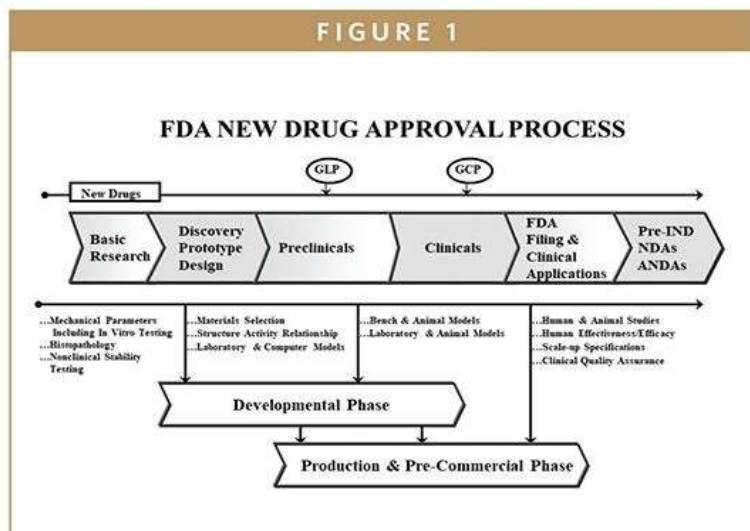 FIGURE 1
FDA NEW DRUG APPROVAL PROCESS
GLP
GCP
New Drugs
Basic
Research
Discovery
Prototype
Design
Preclinicals
Clinicals
FDA
Filing &
Clinical
Applications
Pre-IND
NDAs
ANDAs
...Mechanical Parameters
Including In Vitro Testing
...Histopathology
...Nonclinical Stability
Testing
...Materials Selection
...Structure Activity Relationship
...Laboratory & Computer Models
...Bench & Animal Models
...Laboratory & Animal Models
...Human & Animal Studies
...Human Effectiveness/Efficacy
...Scale-up Specifications
...Clinical Quality Assurance
Developmental Phase
Production & Pre-Commercial Phase